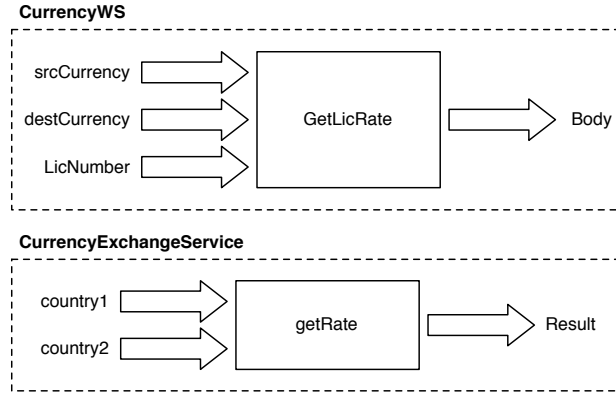 CurrencyWS
srcCurrency
destCurrency
LicNumber
GetLicRate
Body
CurrencyExchangeService
country1
country2
getRate
Result